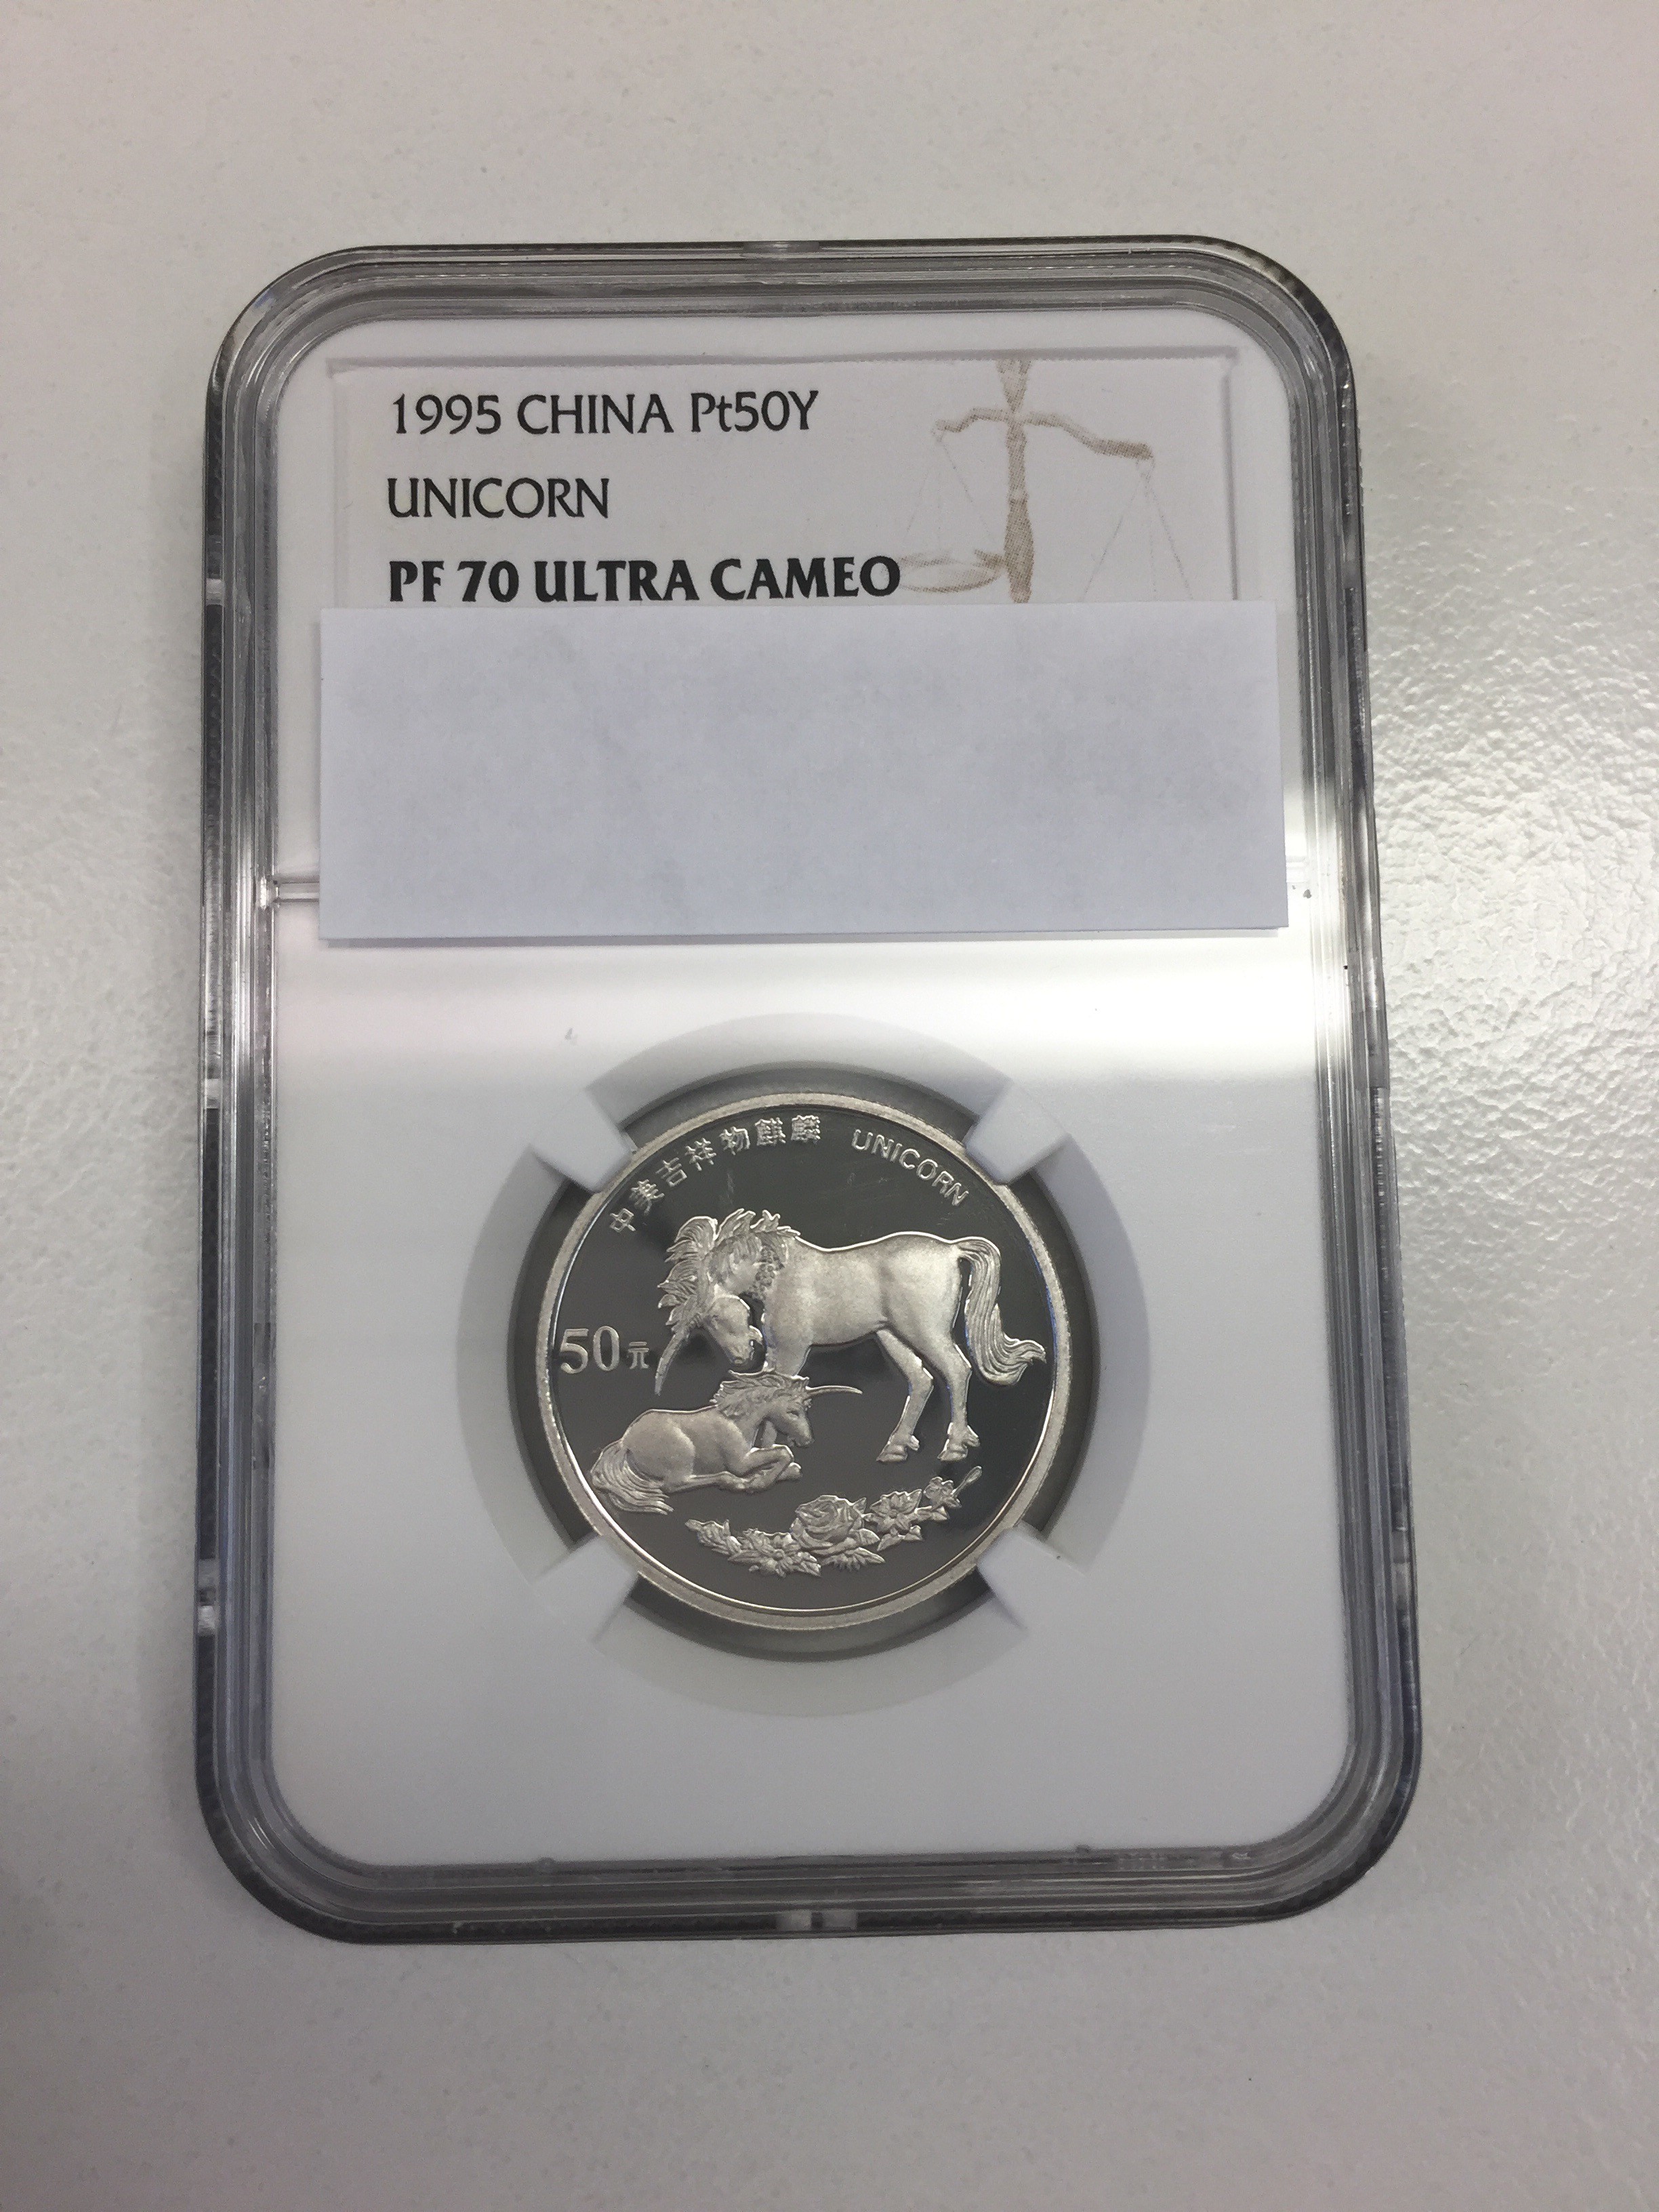 1995 CHINA Pt50Y
UNICORN
PF 70 ULTRA CAMEO
中美吉祥物麒麟 UNICORN
50元